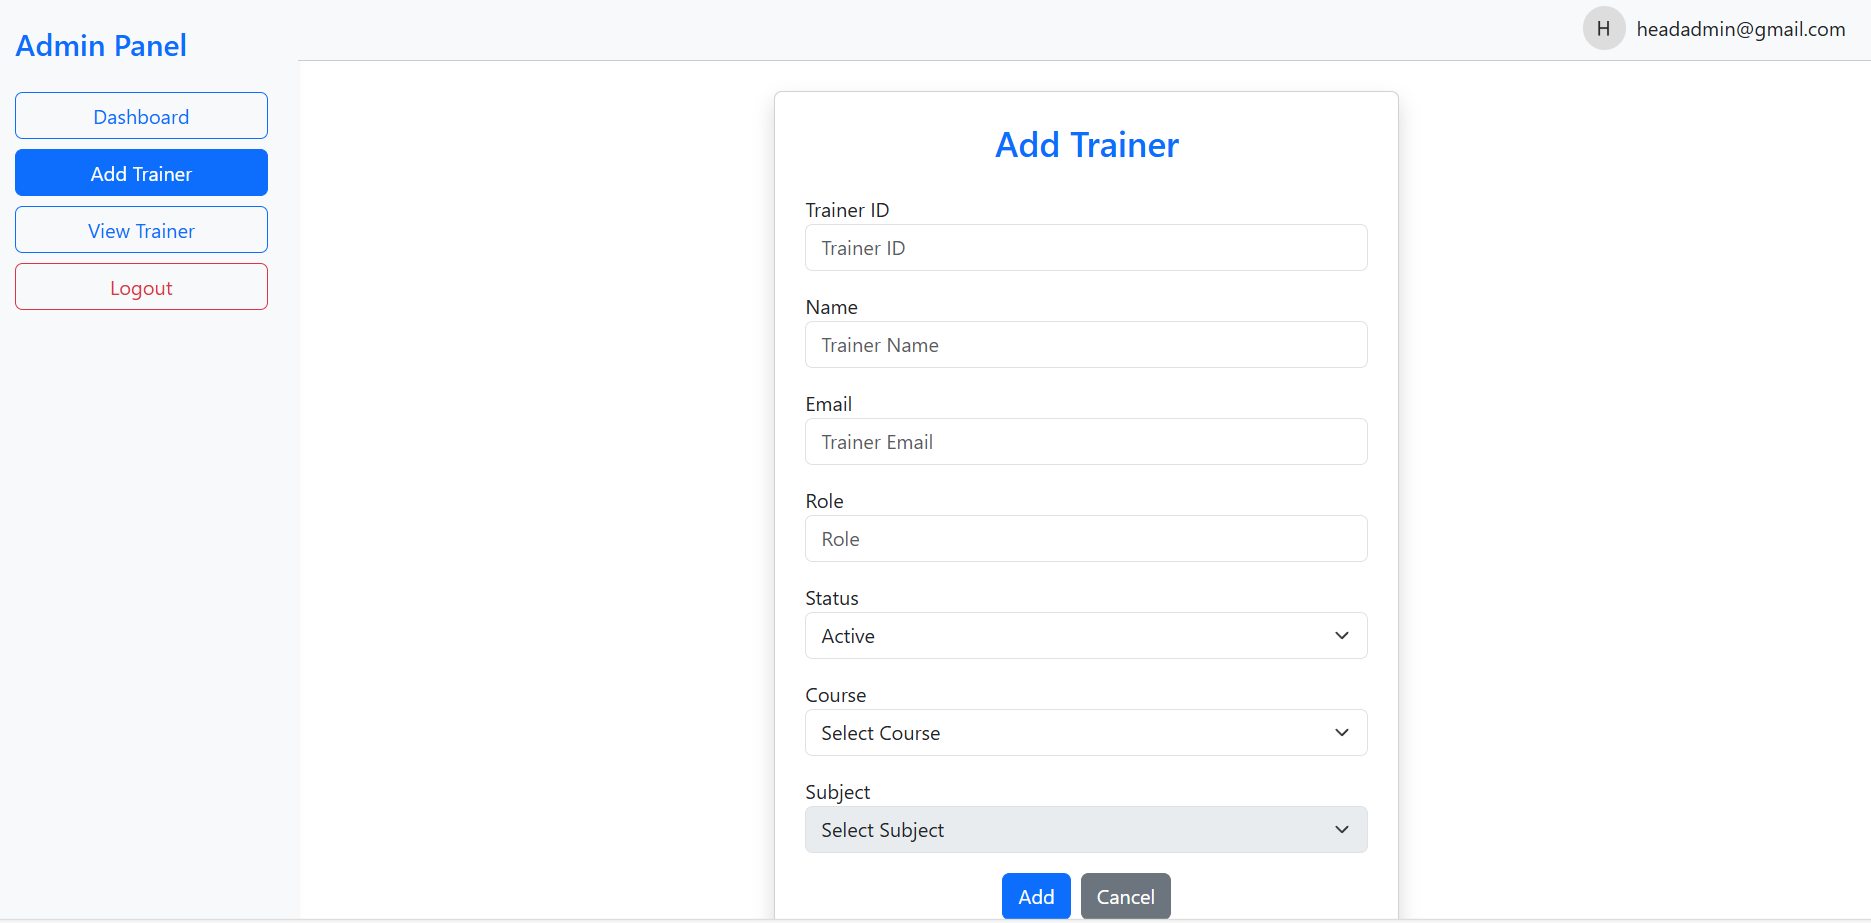 Admin Panel
H headadmin@gmail.com
Dashboard
Add Trainer
View Trainer
Logout
Add Trainer
Trainer ID
Trainer ID
Name
Trainer Name
Email
Trainer Email
Role
Role
Status
Active
Course
Select Course
Subject
Select Subject
Add Cancel